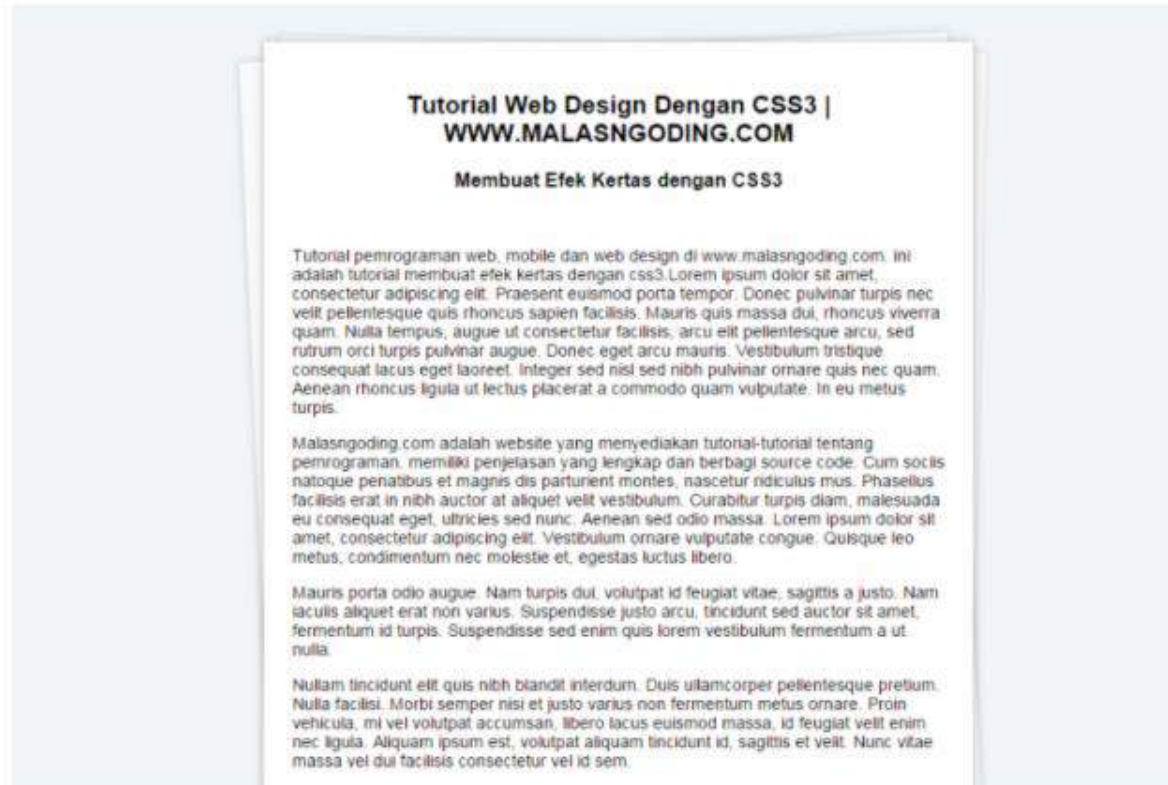 Tutorial Web Design Dengan CSS3 |
WWW.MALASNGODING.COM
Membuat Efek Kertas dengan CSS3
Tutorial pemrograman web, mobile dan web design di www.malasngoding.com. ini
adalah tutorial membuat efek kertas dengan css3.Lorem ipsum dolor sit amet,
consectetur adipiscing elit. Praesent euismod porta tempor. Donec pulvinar turpis nec
velit pellentesque quis rhoncus sapien facilisis. Mauris quis massa dui, rhoncus viverra
quam. Nulla tempus, augue ut consectetur facilisis, arcu elit pellentesque arcu, sed
rutrum orci turpis pulvinar augue. Donec eget arcu mauris. Vestibulum tristique
consequat lacus eget laoreet. Integer sed nisl sed nibh pulvinar ornare quis nec quam.
Aenean rhoncus ligula ut lectus placerat a commodo quam vulputate. In eu metus
turpis.
Malasngoding.com adalah website yang menyediakan tutorial-tutorial tentang
pemrograman, memiliki penjelasan yang lengkap dan berbagi source code. Cum sociis
natoque penatibus et magnis dis parturient montes, nascetur ridiculus mus. Phasellus
facilisis erat in nibh auctor at aliquet velit vestibulum. Curabitur turpis diam, malesuada
eu consequat eget, ultricies sed nunc. Aenean sed odio massa. Lorem ipsum dolor sit
amet, consectetur adipiscing elit. Vestibulum ornare vulputate congue. Quisque leo
metus, condimentum nec molestie et, egestas luctus libero.
Mauris porta odio augue. Nam turpis dui, volutpat id feugiat vitae, sagittis a justo. Nam
iaculis aliquet erat non varius. Suspendisse justo arcu, tincidunt sed auctor sit amet,
fermentum id turpis. Suspendisse sed enim quis lorem vestibulum fermentum a ut
nulla.
Nullam tincidunt elit quis nibh blandit interdum. Duis ullamcorper pellentesque pretium.
Nulla facilisi. Morbi semper nisi et justo varius non fermentum metus ornare. Proin
vehicula, mi vel volutpat accumsan, libero lacus euismod massa, id feugiat velit enim
nec ligula. Aliquam ipsum est, volutpat aliquam tincidunt id, sagittis et velit. Nunc vitae
massa vel dui facilisis consectetur vel id sem.